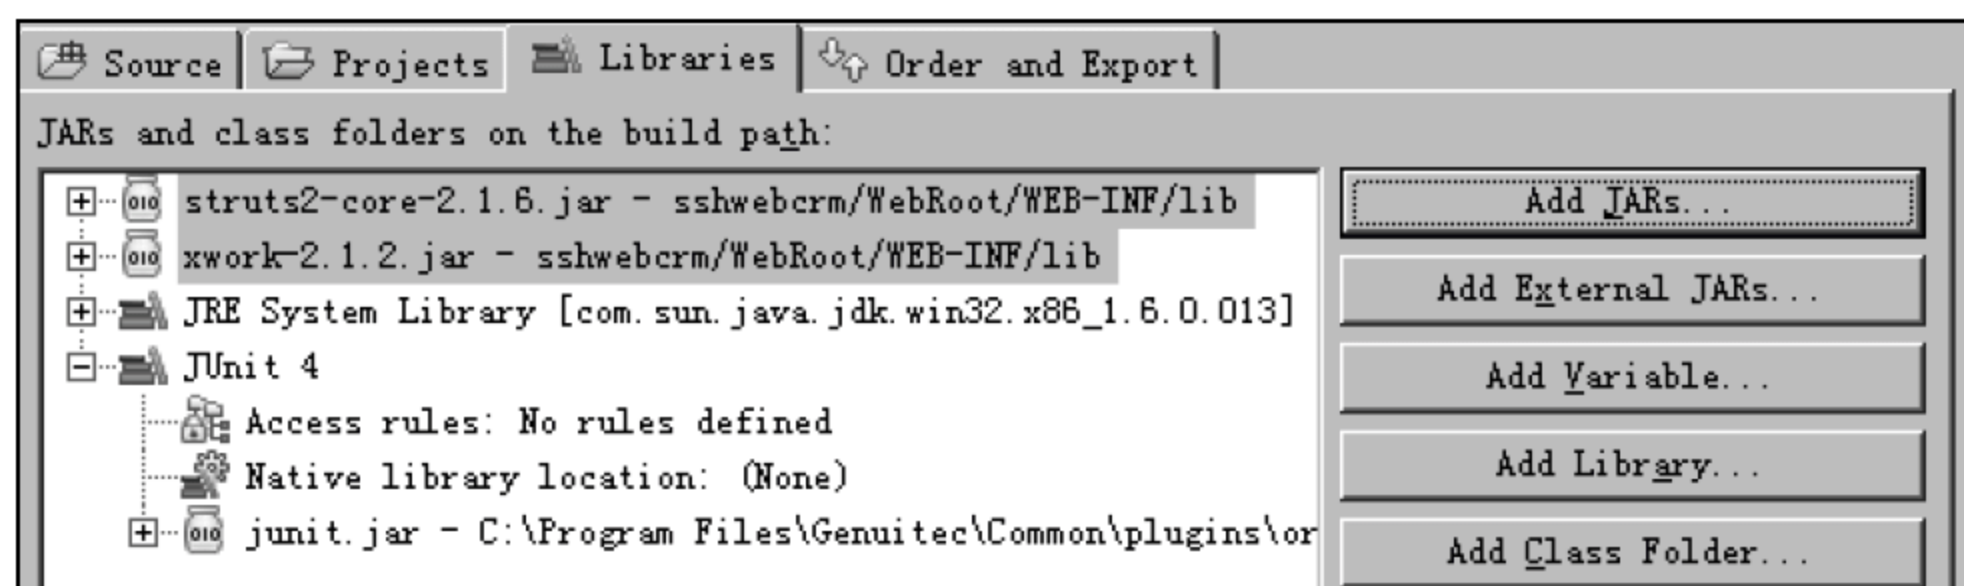 Source Projects Libraries Order and Export
JARs and class folders on the build path:
struts2-core-2.1.6.jar - sshwebcrm/WebRoot/WEB-INF/lib
xwork-2.1.2.jar - sshwebcrm/WebRoot/WEB-INF/lib
JRE System Library [com.sun.java.jdk.win32.x86_1.6.0.013]
JUnit 4
Access rules: No rules defined
Native library location: (None)
junit.jar - C:\Program Files\Genuitec\Common\plugins\or
Add JARs...
Add External JARs...
Add Variable...
Add Library...
Add Class Folder...